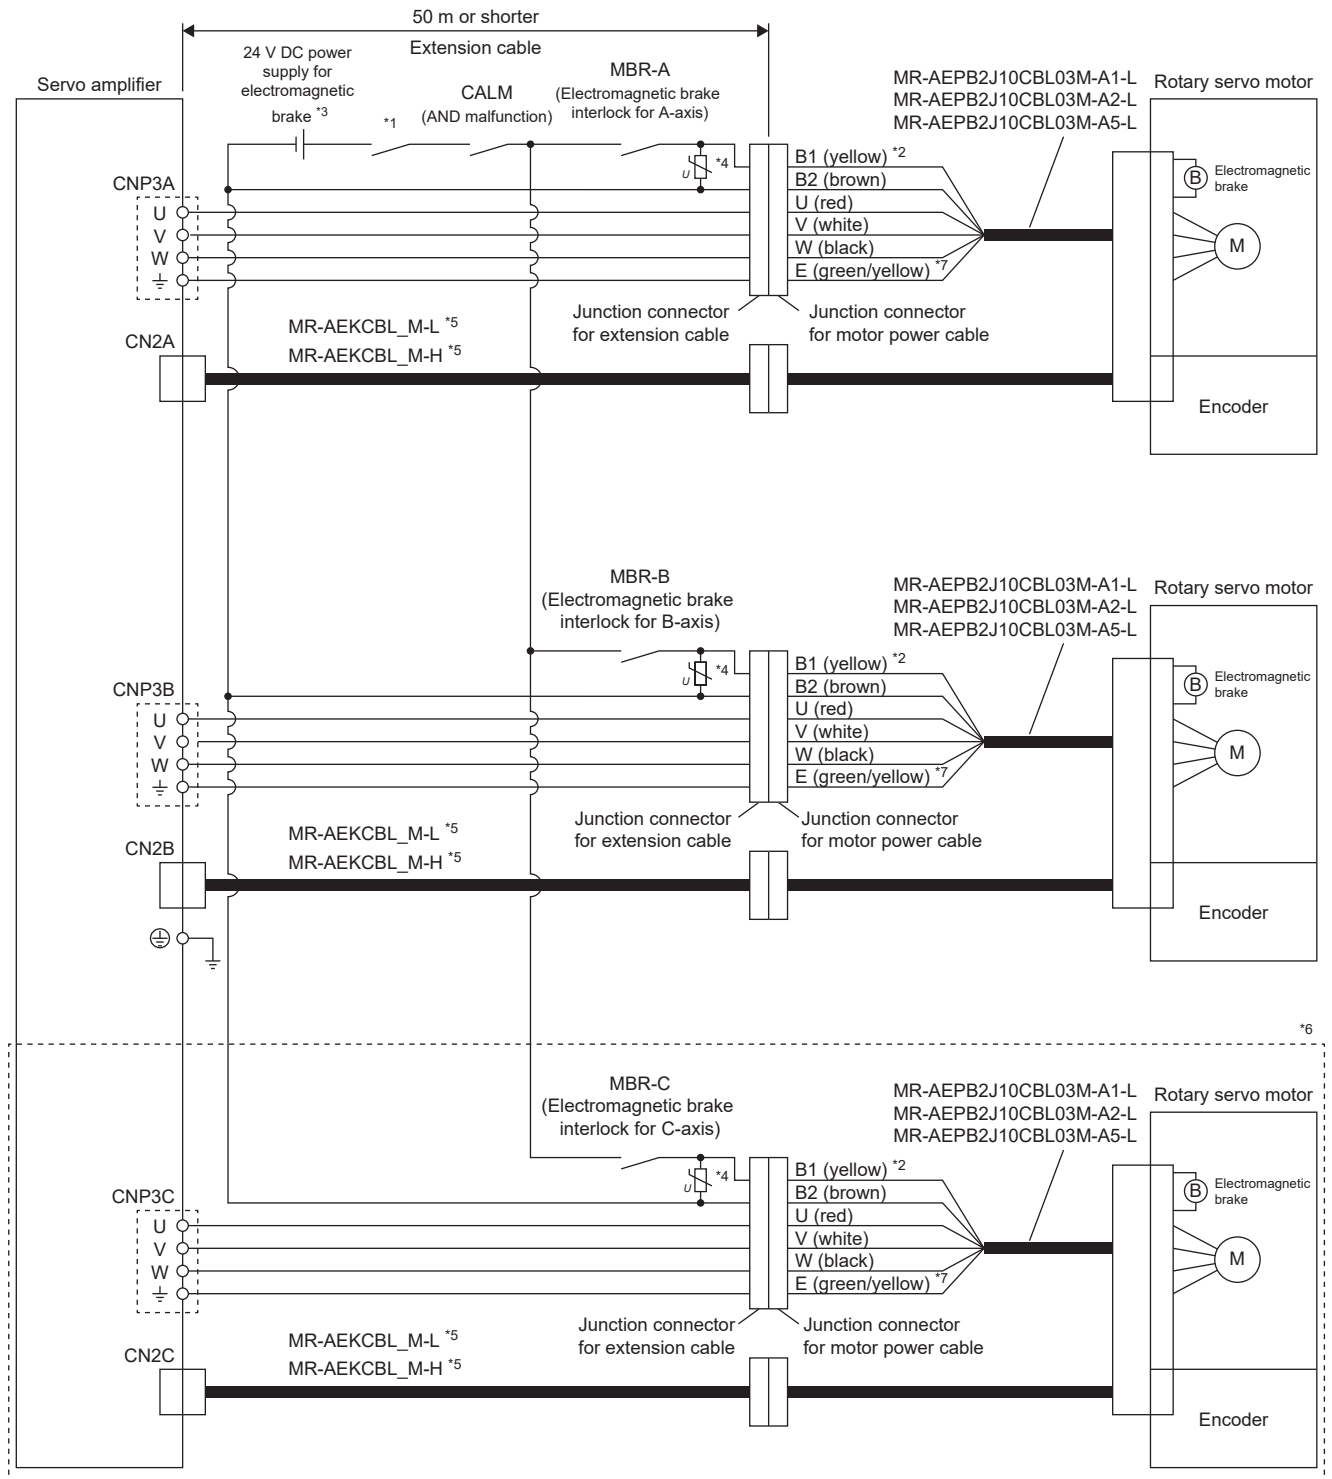 50 m or shorter
Extension cable
24 V DC power
supply for
electromagnetic
brake *3
*1
CALM
(AND malfunction)
MBR-A
(Electromagnetic brake
interlock for A-axis)
MR-AEPB2J10CBL03M-A1-L
MR-AEPB2J10CBL03M-A2-L
MR-AEPB2J10CBL03M-A5-L
Servo amplifier
Rotary servo motor
CNP3A
U
V
W
U
*4
B1 (yellow) *2
B2 (brown)
U (red)
V (white)
W (black)
E (green/yellow) *7
B
Electromagnetic
brake
M
Junction connector
for extension cable
Junction connector
for motor power cable
CN2A
MR-AEKCBL_M-L *5
MR-AEKCBL_M-H *5
Encoder
MBR-B
(Electromagnetic brake
interlock for B-axis)
MR-AEPB2J10CBL03M-A1-L
MR-AEPB2J10CBL03M-A2-L
MR-AEPB2J10CBL03M-A5-L
Rotary servo motor
CNP3B
U
V
W
U
*4
B1 (yellow) *2
B2 (brown)
U (red)
V (white)
W (black)
E (green/yellow) *7
B
Electromagnetic
brake
M
Junction connector
for extension cable
Junction connector
for motor power cable
CN2B
MR-AEKCBL_M-L *5
MR-AEKCBL_M-H *5
Encoder
*6
MBR-C
(Electromagnetic brake
interlock for C-axis)
MR-AEPB2J10CBL03M-A1-L
MR-AEPB2J10CBL03M-A2-L
MR-AEPB2J10CBL03M-A5-L
Rotary servo motor
CNP3C
U
V
W
U
*4
B1 (yellow) *2
B2 (brown)
U (red)
V (white)
W (black)
E (green/yellow) *7
B
Electromagnetic
brake
M
Junction connector
for extension cable
Junction connector
for motor power cable
CN2C
MR-AEKCBL_M-L *5
MR-AEKCBL_M-H *5
Encoder